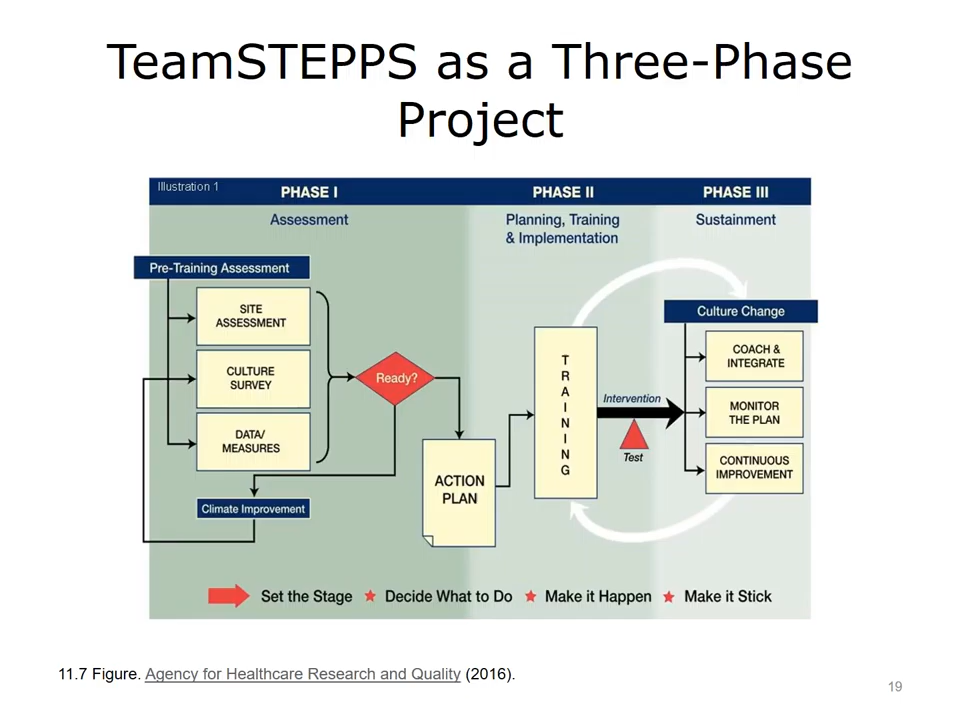 TeamSTEPPS as a Three-Phase
Project
Illustration 1
PHASE I
PHASE II
PHASE III
Assessment
Planning, Training
& Implementation
Sustainment
Pre-Training Assessment
SITE
ASSESSMENT
CULTURE
SURVEY
DATA/
MEASURES
Ready?
Climate Improvement
ACTION
PLAN
T
R
A
I
N
I
N
G
Intervention
Test
Culture Change
COACH &
INTEGRATE
MONITOR
THE PLAN
CONTINUOUS
IMPROVEMENT
Set the Stage
Decide What to Do
Make it Happen
Make it Stick
11.7 Figure. Agency for Healthcare Research and Quality (2016).
19